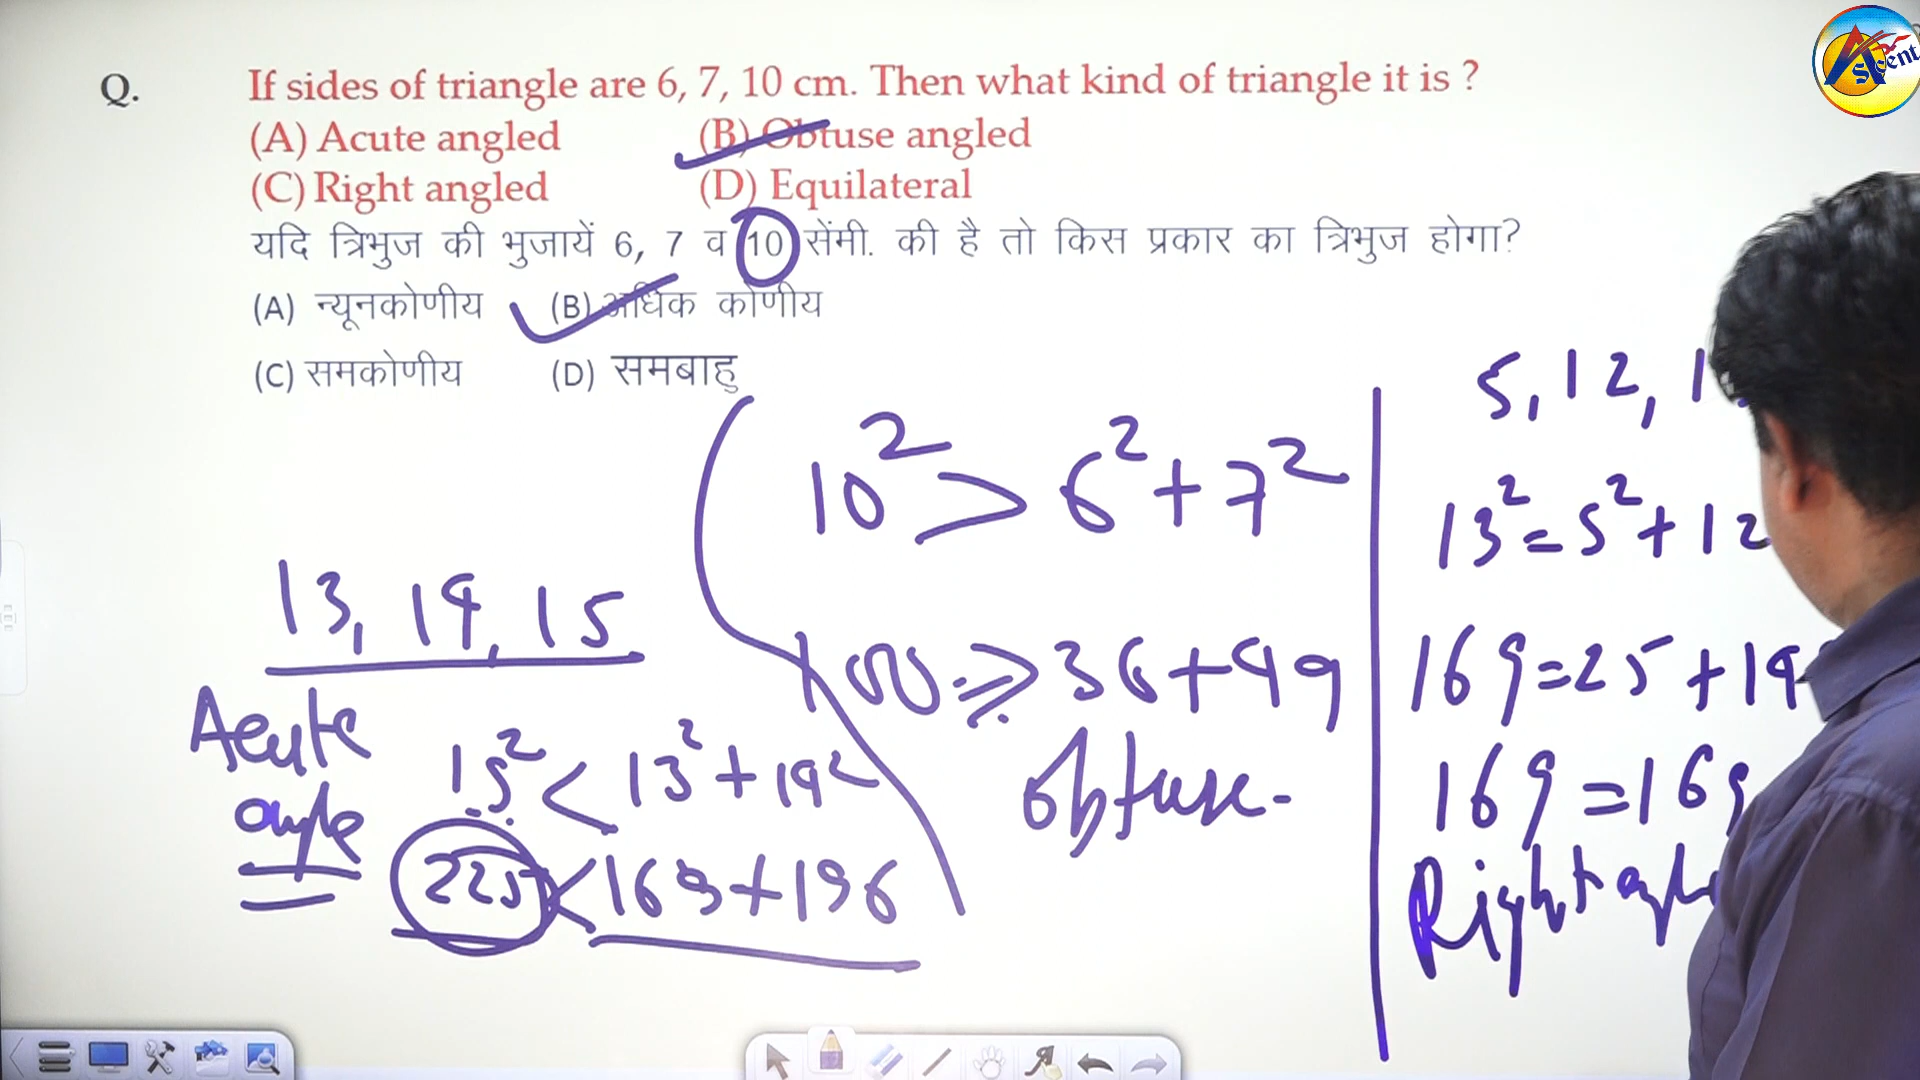 Q. If sides of triangle are 6, 7, 10 cm. Then what kind of triangle it is ?
(A) Acute angled (B) Obtuse angled
(C) Right angled (D) Equilateral
यदि त्रिभुज की भुजायें 6, 7 व 10 सेंमी. की है तो किस प्रकार का त्रिभुज होगा?
(A) न्यूनकोणीय (B) अधिक कोणीय
(C) समकोणीय (D) समबाहु
10² > 6² + 7²
100 > 36 + 49
Obtuse
13, 14, 15
Acute
angle
15² < 13² + 14²
225 < 169 + 196
5, 12, 1
13² = 5² + 12
169 = 25 + 14
169 = 169
Right
Ascent